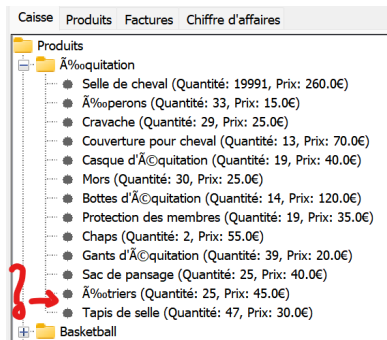 Caisse Produits Factures Chiffre d'affaires
Produits
Ã‰quitation
Selle de cheval (Quantité: 19991, Prix: 260.0€)
Ã‰perons (Quantité: 33, Prix: 15.0€)
Cravache (Quantité: 29, Prix: 25.0€)
Couverture pour cheval (Quantité: 13, Prix: 70.0€)
Casque d'Ã©quitation (Quantité: 19, Prix: 40.0€)
Mors (Quantité: 30, Prix: 25.0€)
Bottes d'Ã©quitation (Quantité: 14, Prix: 120.0€)
Protection des membres (Quantité: 19, Prix: 35.0€)
Chaps (Quantité: 2, Prix: 55.0€)
Gants d'Ã©quitation (Quantité: 39, Prix: 20.0€)
Sac de pansage (Quantité: 25, Prix: 40.0€)
Ã‰triers (Quantité: 25, Prix: 45.0€)
Tapis de selle (Quantité: 47, Prix: 30.0€)
Basketball